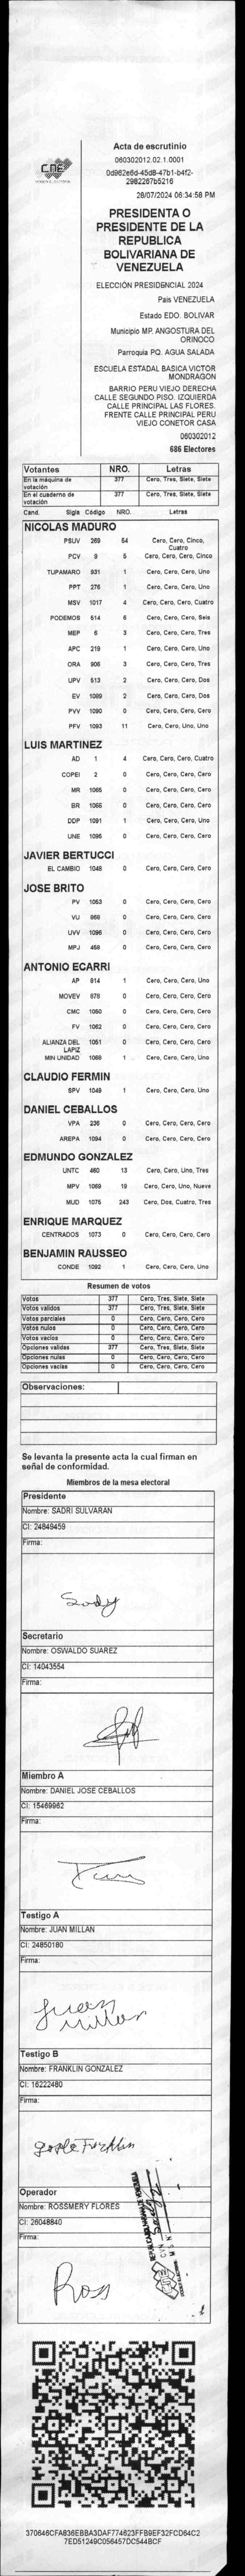 CNE
Acta de escrutinio
060302012.02.1.0001
0d962e6d-45d8-47b1-b4f2-
2982267b5216
28/07/2024 06:34:58 PM
PRESIDENTA O
PRESIDENTE DE LA
REPUBLICA
BOLIVARIANA DE
VENEZUELA
ELECCIÓN PRESIDENCIAL 2024
Pais VENEZUELA
Estado EDO. BOLIVAR
Municipio MP. ANGOSTURA DEL
ORINOCO
Parroquia PQ. AGUA SALADA
ESCUELA ESTADAL BASICA VICTOR
MONDRAGON
BARRIO PERU VIEJO DERECHA
CALLE SEGUNDO PISO. IZQUIERDA
CALLE PRINCIPAL LAS FLORES.
FRENTE CALLE PRINCIPAL PERU
VIEJO CONETOR CASA
060302012
686 Electores
Votantes NRO. Letras
En la máquina de
votación 377 Cero, Tres, Siete, Siete
En el cuaderno de
votación 377 Cero, Tres, Siete, Siete
Cand. Sigla Código NRO. Letras
NICOLAS MADURO
PSUV 269 54 Cero, Cero, Cinco,
Cuatro
PCV 9 5 Cero, Cero, Cero, Cinco
TUPAMARO 931 1 Cero, Cero, Cero, Uno
PPT 276 1 Cero, Cero, Cero, Uno
MSV 1017 4 Cero, Cero, Cero, Cuatro
PODEMOS 514 6 Cero, Cero, Cero, Seis
MEP 6 3 Cero, Cero, Cero, Tres
APC 219 1 Cero, Cero, Cero, Uno
ORA 906 3 Cero, Cero, Cero, Tres
UPV 513 2 Cero, Cero, Cero, Dos
EV 1089 2 Cero, Cero, Cero, Dos
PVV 1090 0 Cero, Cero, Cero, Cero
PFV 1093 11 Cero, Cero, Uno, Uno
LUIS MARTINEZ
AD 1 4 Cero, Cero, Cero, Cuatro
COPEI 2 0 Cero, Cero, Cero, Cero
MR 1065 0 Cero, Cero, Cero, Cero
BR 1066 0 Cero, Cero, Cero, Cero
DDP 1091 1 Cero, Cero, Cero, Uno
UNE 1095 0 Cero, Cero, Cero, Cero
JAVIER BERTUCCI
EL CAMBIO 1048 0 Cero, Cero, Cero, Cero
JOSE BRITO
PV 1053 0 Cero, Cero, Cero, Cero
VU 868 0 Cero, Cero, Cero, Cero
UVV 1096 0 Cero, Cero, Cero, Cero
MPJ 458 0 Cero, Cero, Cero, Cero
ANTONIO ECARRI
AP 814 1 Cero, Cero, Cero, Uno
MOVEV 878 0 Cero, Cero, Cero, Cero
CMC 1050 0 Cero, Cero, Cero, Cero
FV 1062 0 Cero, Cero, Cero, Cero
ALIANZA DEL
LAPIZ 1051 0 Cero, Cero, Cero, Cero
MIN UNIDAD 1068 1 Cero, Cero, Cero, Uno
CLAUDIO FERMIN
SPV 1049 1 Cero, Cero, Cero, Uno
DANIEL CEBALLOS
VPA 236 0 Cero, Cero, Cero, Cero
AREPA 1094 0 Cero, Cero, Cero, Cero
EDMUNDO GONZALEZ
UNTC 460 13 Cero, Cero, Uno, Tres
MPV 1069 19 Cero, Cero, Uno, Nueve
MUD 1075 243 Cero, Dos, Cuatro, Tres
ENRIQUE MARQUEZ
CENTRADOS 1073 0 Cero, Cero, Cero, Cero
BENJAMIN RAUSSEO
CONDE 1092 1 Cero, Cero, Cero, Uno
Resumen de votos
Votos 377 Cero, Tres, Siete, Siete
Votos validos 377 Cero, Tres, Siete, Siete
Votos parciales 0 Cero, Cero, Cero, Cero
Votos nulos 0 Cero, Cero, Cero, Cero
Votos vacios 0 Cero, Cero, Cero, Cero
Opciones validas 377 Cero, Tres, Siete, Siete
Opciones nulas 0 Cero, Cero, Cero, Cero
Opciones vacias 0 Cero, Cero, Cero, Cero
Observaciones:
Se levanta la presente acta la cual firman en
señal de conformidad.
Miembros de la mesa electoral
Presidente
Nombre: SADRI SULVARAN
CI: 24849459
Firma:
Secretario
Nombre: OSWALDO SUAREZ
CI: 14043554
Firma:
Miembro A
Nombre: DANIEL JOSE CEBALLOS
CI: 15469962
Firma:
Testigo A
Nombre: JUAN MILLAN
CI: 24850180
Firma:
Juan
Millan
Testigo B
Nombre: FRANKLIN GONZALEZ
CI: 16222480
Firma:
Operador
Nombre: ROSSMERY FLORES
CI: 26048840
Firma:
Ross
370646CFA836EBBA3DAF774623FFB9EF32FCD64C2
7ED51249C056457DC544BCF